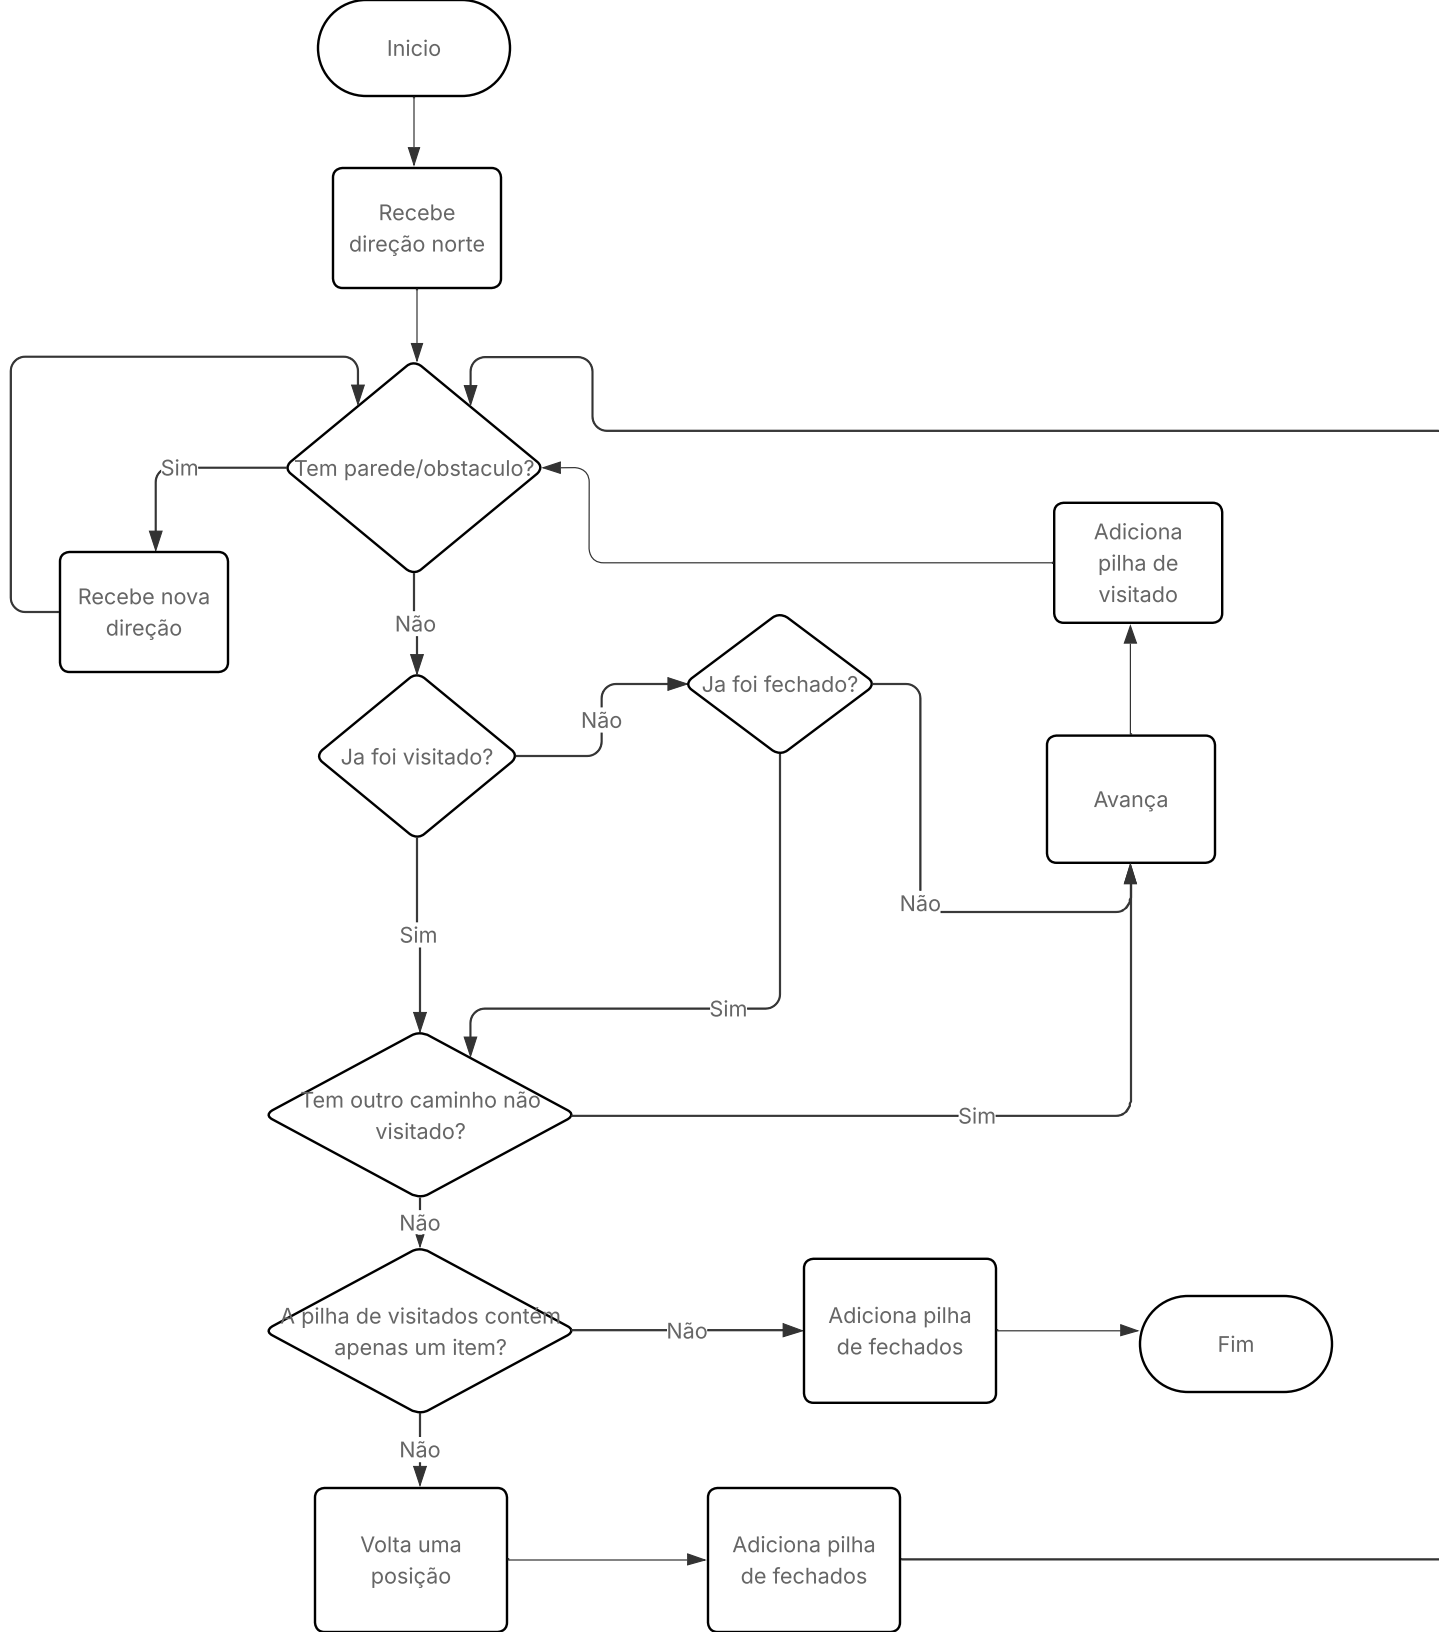 Inicio
Recebe
direção norte
Tem parede/obstaculo?
Sim
Recebe nova
direção
Adiciona
pilha de
visitado
Não
Ja foi fechado?
Não
Ja foi visitado?
Avança
Não
Sim
Sim
Tem outro caminho não
visitado?
Sim
Não
A pilha de visitados contém
apenas um item?
Não
Adiciona pilha
de fechados
Fim
Não
Volta uma
posição
Adiciona pilha
de fechados